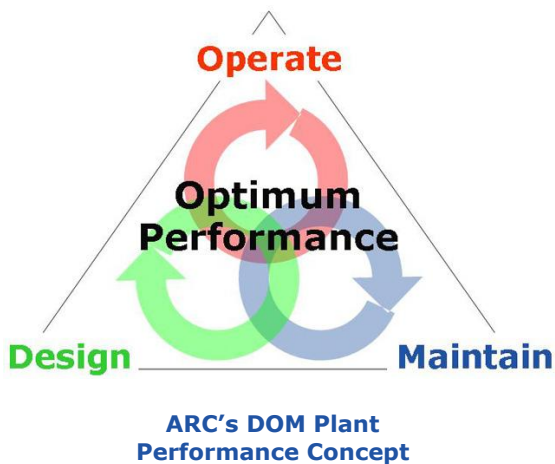 Operate
Optimum
Performance
Design
Maintain
ARC’s DOM Plant
Performance Concept